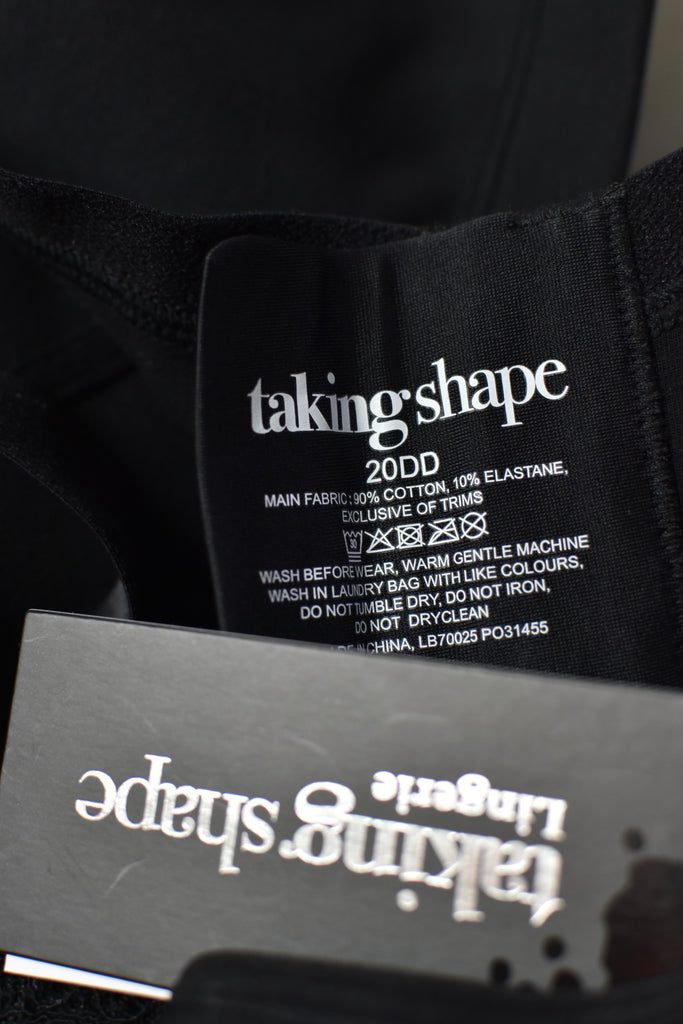 taking shape
20DD
MAIN FABRIC: 90% COTTON, 10% ELASTANE,
EXCLUSIVE OF TRIMS
30
WASH BEFORE WEAR, WARM GENTLE MACHINE
WASH IN LAUNDRY BAG WITH LIKE COLOURS,
DO NOT TUMBLE DRY, DO NOT IRON,
DO NOT DRYCLEAN
CHINA, LB70025 PO31455
taking shape
Lingerie